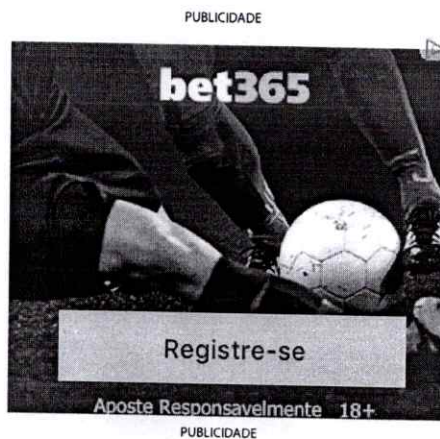 PUBLICIDADE
bet365
Registre-se
Aposte Responsavelmente 18+
PUBLICIDADE